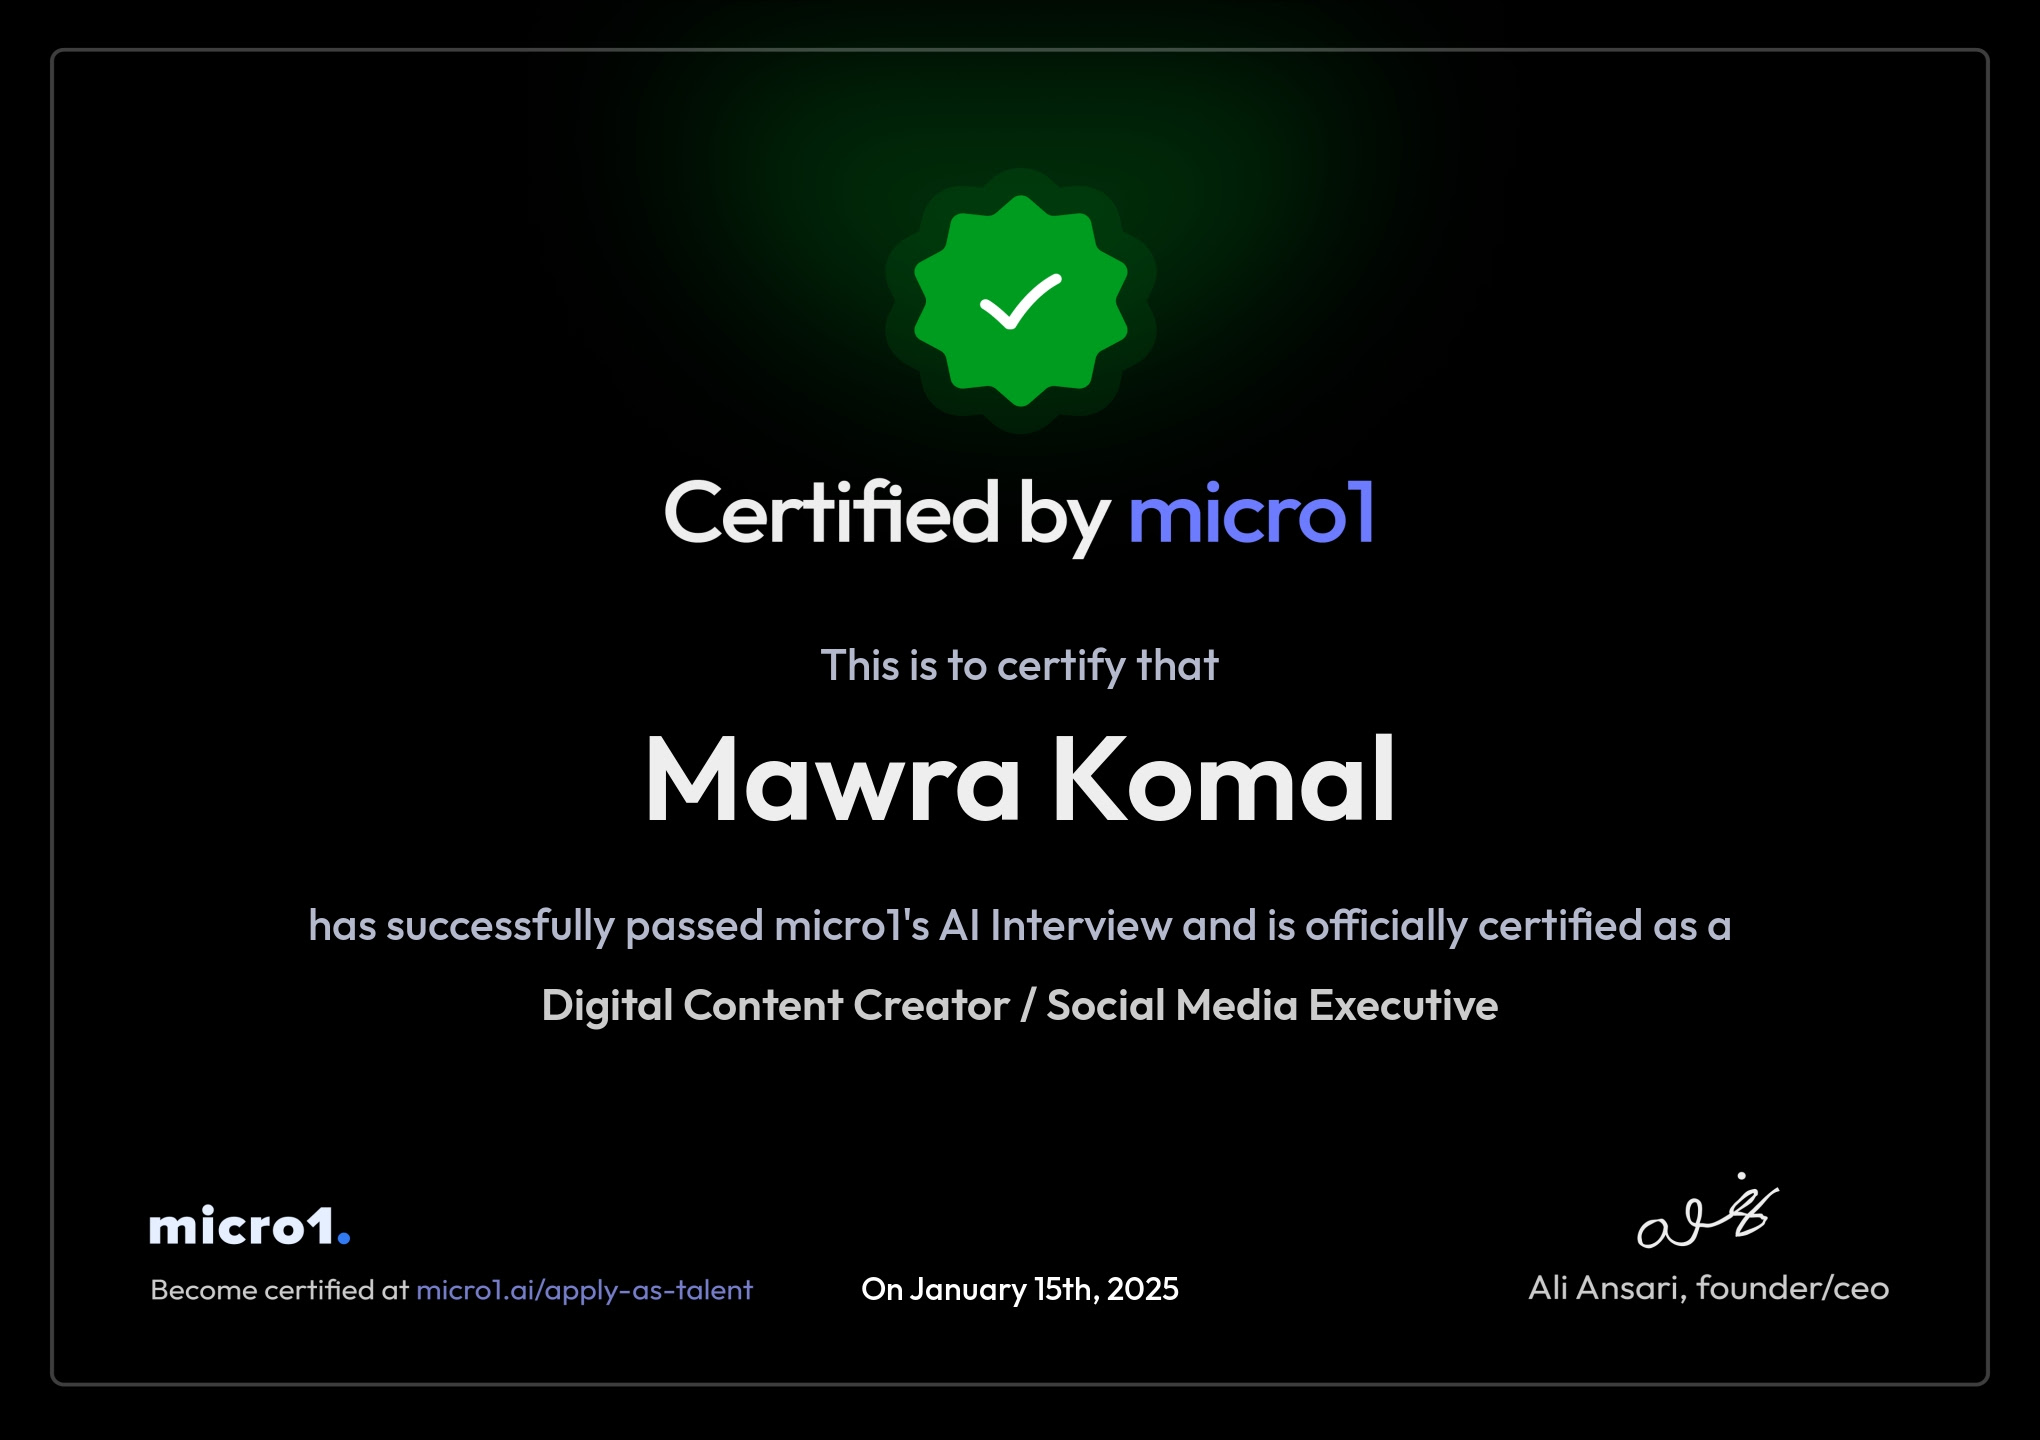 Certified by micro1
This is to certify that
Mawra Komal
has successfully passed micro1's AI Interview and is officially certified as a
Digital Content Creator / Social Media Executive
micro1.
Become certified at micro1.ai/apply-as-talent
On January 15th, 2025
Ali Ansari, founder/ceo